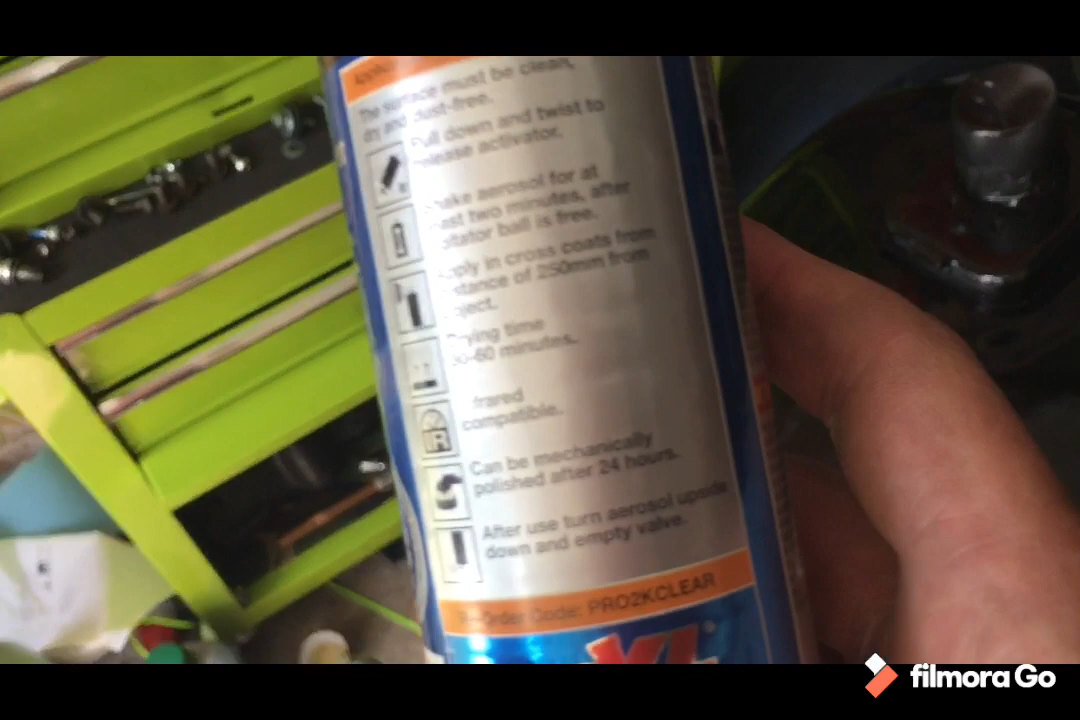 The surface must be clean,
dry and dust-free.
Pull down and twist to
release activator.
Shake aerosol for at
least two minutes, after
agitator ball is free.
Apply in cross coats from
distance of 250mm from
object.
Drying time
30-60 minutes.
IR
frared
compatible.
Can be mechanically
polished after 24 hours.
After use turn aerosol upside
down and empty valve.
Re-Order Code: PRO2KCLEAR
XL
filmora Go